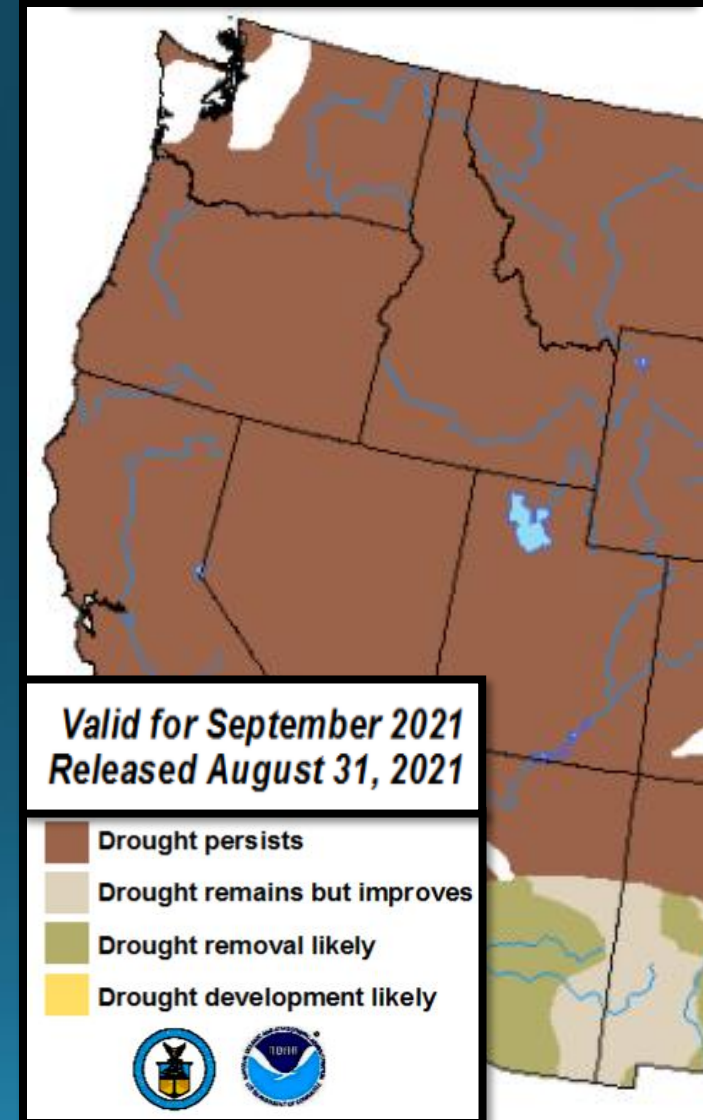 Valid for September 2021
Released August 31, 2021
Drought persists
Drought remains but improves
Drought removal likely
Drought development likely